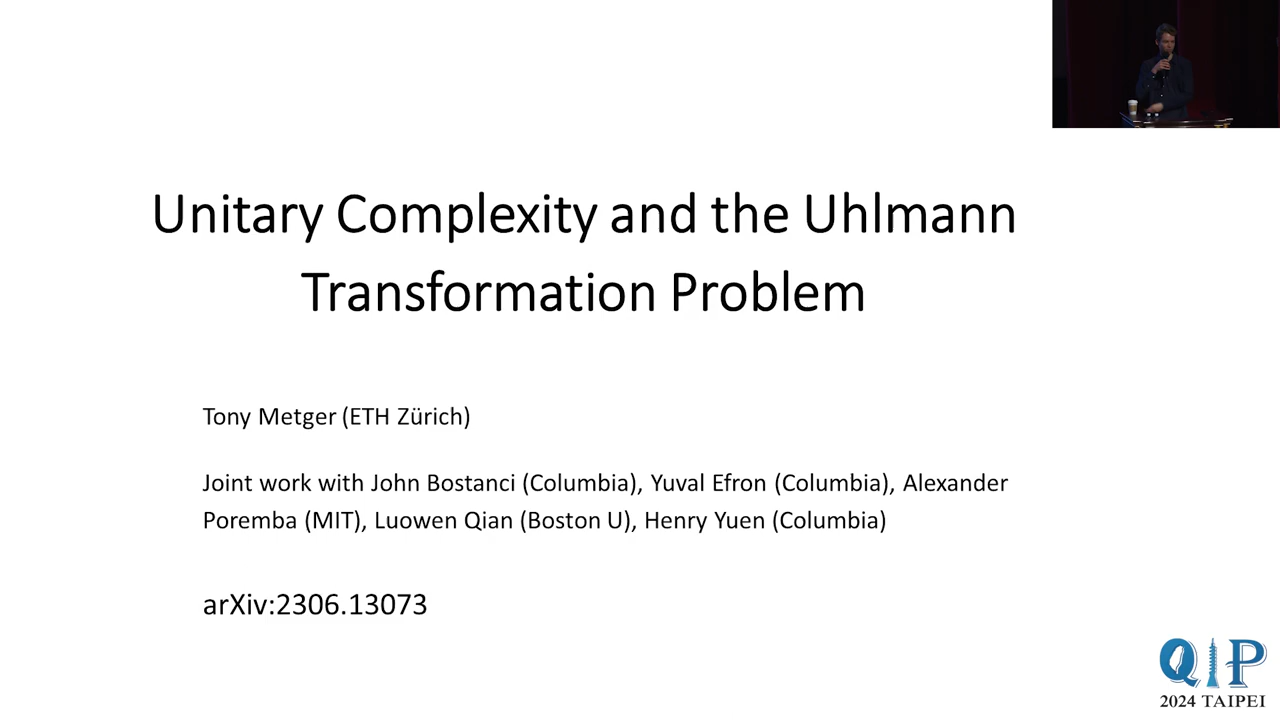 Unitary Complexity and the Uhlmann
Transformation Problem
Tony Metger (ETH Zürich)
Joint work with John Bostanci (Columbia), Yuval Efron (Columbia), Alexander
Poremba (MIT), Luowen Qian (Boston U), Henry Yuen (Columbia)
arXiv:2306.13073
QIP
2024 TAIPEI